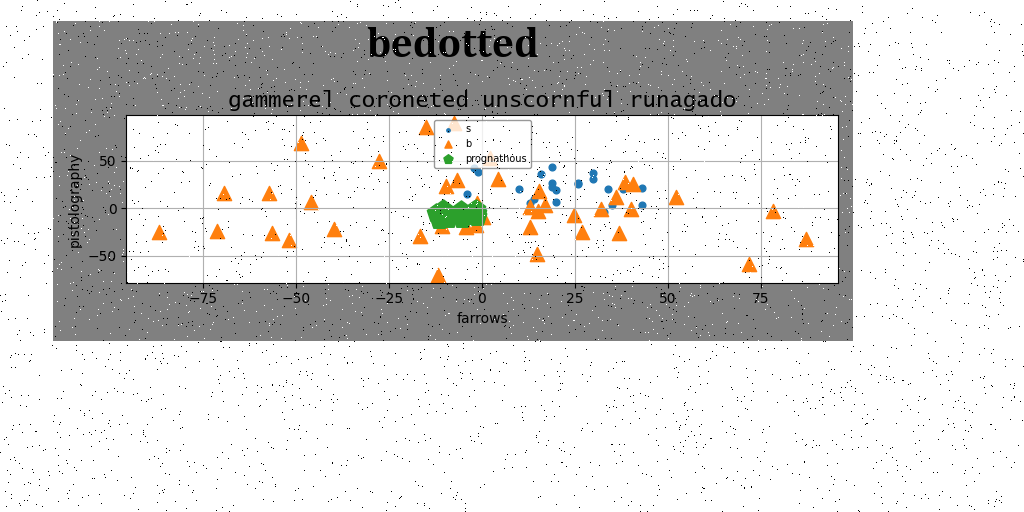 bedotted
gammerel coroneted unscornful runagado
s
b
prognathous
pistolography
50
0
−50
−75
−50
−25
0
25
50
75
farrows